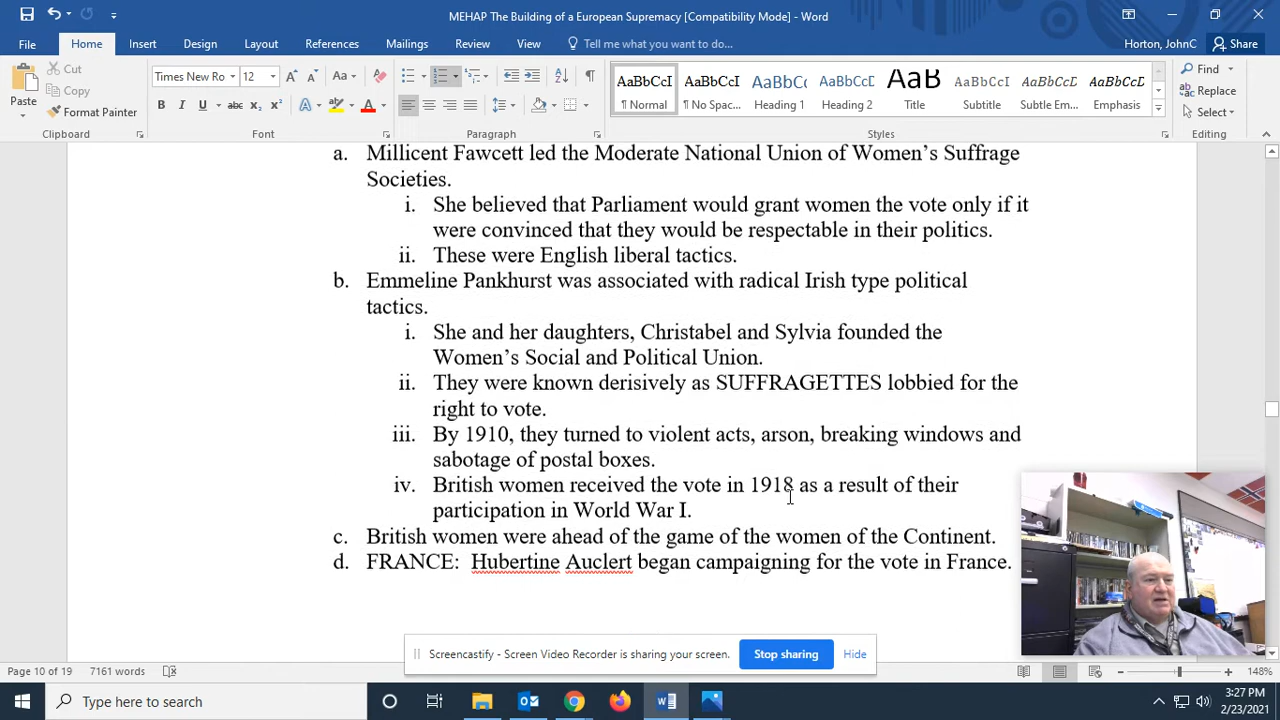 MEHAP The Building of a European Supremacy [Compatibility Mode] - Word
File Home Insert Design Layout References Mailings Review View Tell me what you want to do... Horton, JohnC Share
Cut
Copy
Format Painter
Paste
Times New Ro 12
AaBbCcI AaBbCcI AaBbCc AaBbCcI AaB AaBbCcI AaBbCcI AaBbCcI
¶ Normal ¶ No Spac... Heading 1 Heading 2 Title Subtitle Subtle Em... Emphasis
Find
Replace
Select
Clipboard Font Paragraph Styles Editing
a. Millicent Fawcett led the Moderate National Union of Women's Suffrage
Societies.
i. She believed that Parliament would grant women the vote only if it
were convinced that they would be respectable in their politics.
ii. These were English liberal tactics.
b. Emmeline Pankhurst was associated with radical Irish type political
tactics.
i. She and her daughters, Christabel and Sylvia founded the
Women's Social and Political Union.
ii. They were known derisively as SUFFRAGETTES lobbied for the
right to vote.
iii. By 1910, they turned to violent acts, arson, breaking windows and
sabotage of postal boxes.
iv. British women received the vote in 1918 as a result of their
participation in World War I.
c. British women were ahead of the game of the women of the Continent.
d. FRANCE: Hubertine Auclert began campaigning for the vote in France.
Screencastify - Screen Video Recorder is sharing your screen. Stop sharing Hide
Page 10 of 19 7161 words 148%
Type here to search
3:27 PM
2/23/2021